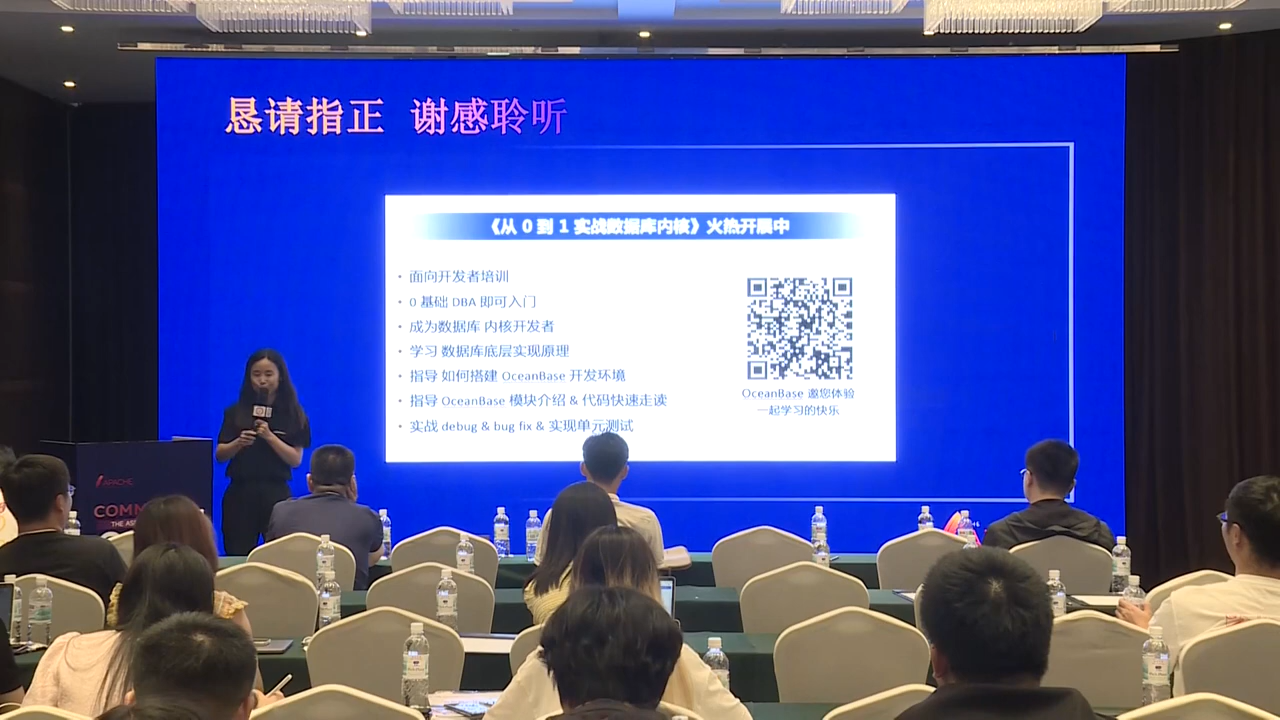 恳请指正 谢感聆听
《从 0 到 1 实战数据库内核》火热开展中
• 面向开发者培训
• 0 基础 DBA 即可入门
• 成为数据库 内核开发者
• 学习 数据库底层实现原理
• 指导 如何搭建 OceanBase 开发环境
• 指导 OceanBase 模块介绍 & 代码快速走读
• 实战 debug & bug fix & 实现单元测试
OceanBase 邀您体验
一起学习的快乐
APACHE
COMM
THE AS